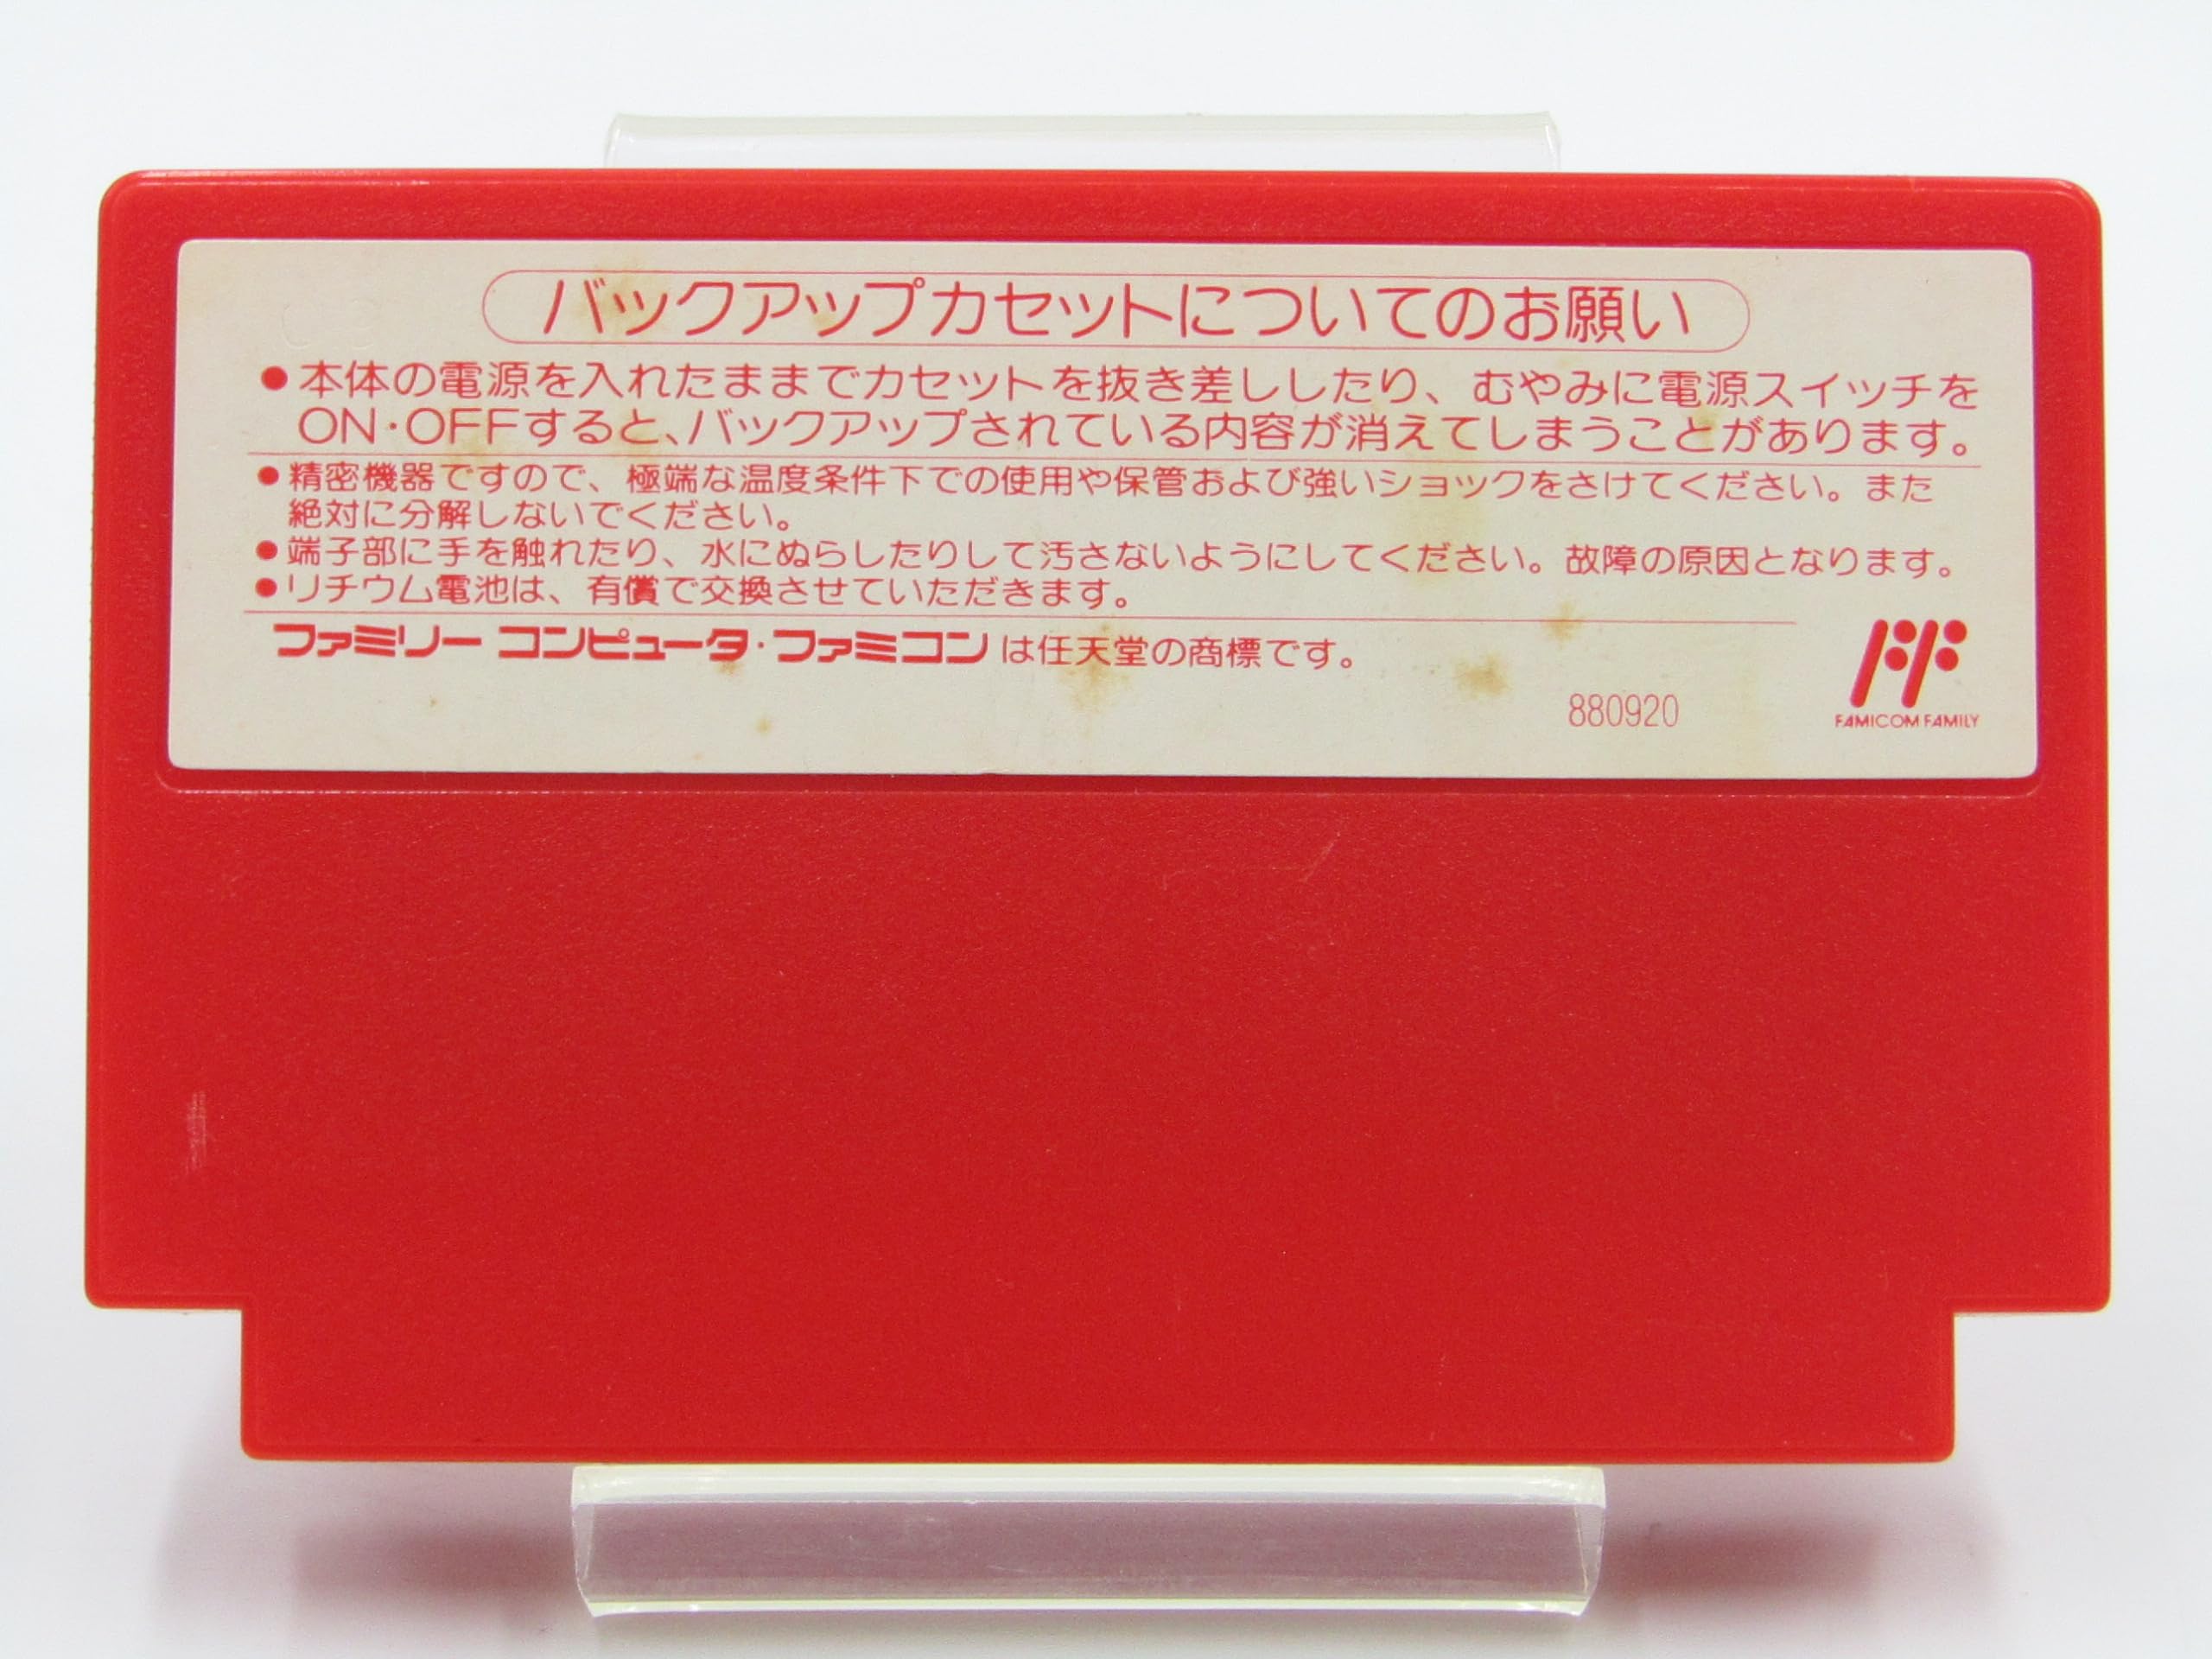 バックアップカセットについてのお願い
●本体の電源を入れたままでカセットを抜き差ししたり、むやみに電源スイッチを
ON・OFFすると、バックアップされている内容が消えてしまうことがあります。
●精密機器ですので、極端な温度条件下での使用や保管および強いショックをさけてください。また
絶対に分解しないでください。
●端子部に手を触れたり、水にぬらしたりして汚さないようにしてください。故障の原因となります。
●リチウム電池は、有償で交換させていただきます。
ファミリー コンピュータ・ファミコン は任天堂の商標です。
880920
FAMICOM FAMILY